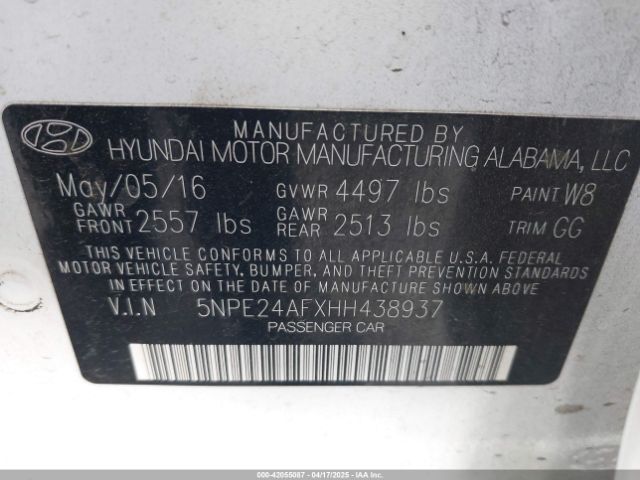 MANUFACTURED BY
HYUNDAI MOTOR MANUFACTURING ALABAMA, LLC
May/05/16 GVWR 4497 lbs PAINT W8
GAWR FRONT 2557 lbs GAWR REAR 2513 lbs TRIM GG
THIS VEHICLE CONFORMS TO ALL APPLICABLE U.S.A. FEDERAL
MOTOR VEHICLE SAFETY, BUMPER, AND THEFT PREVENTION STANDARDS
IN EFFECT ON THE DATE OF MANUFACTURE SHOWN ABOVE.
V.I.N 5NPE24AFXHH438937
PASSENGER CAR
000-42055087 - 04/17/2025 - IAAI.COM